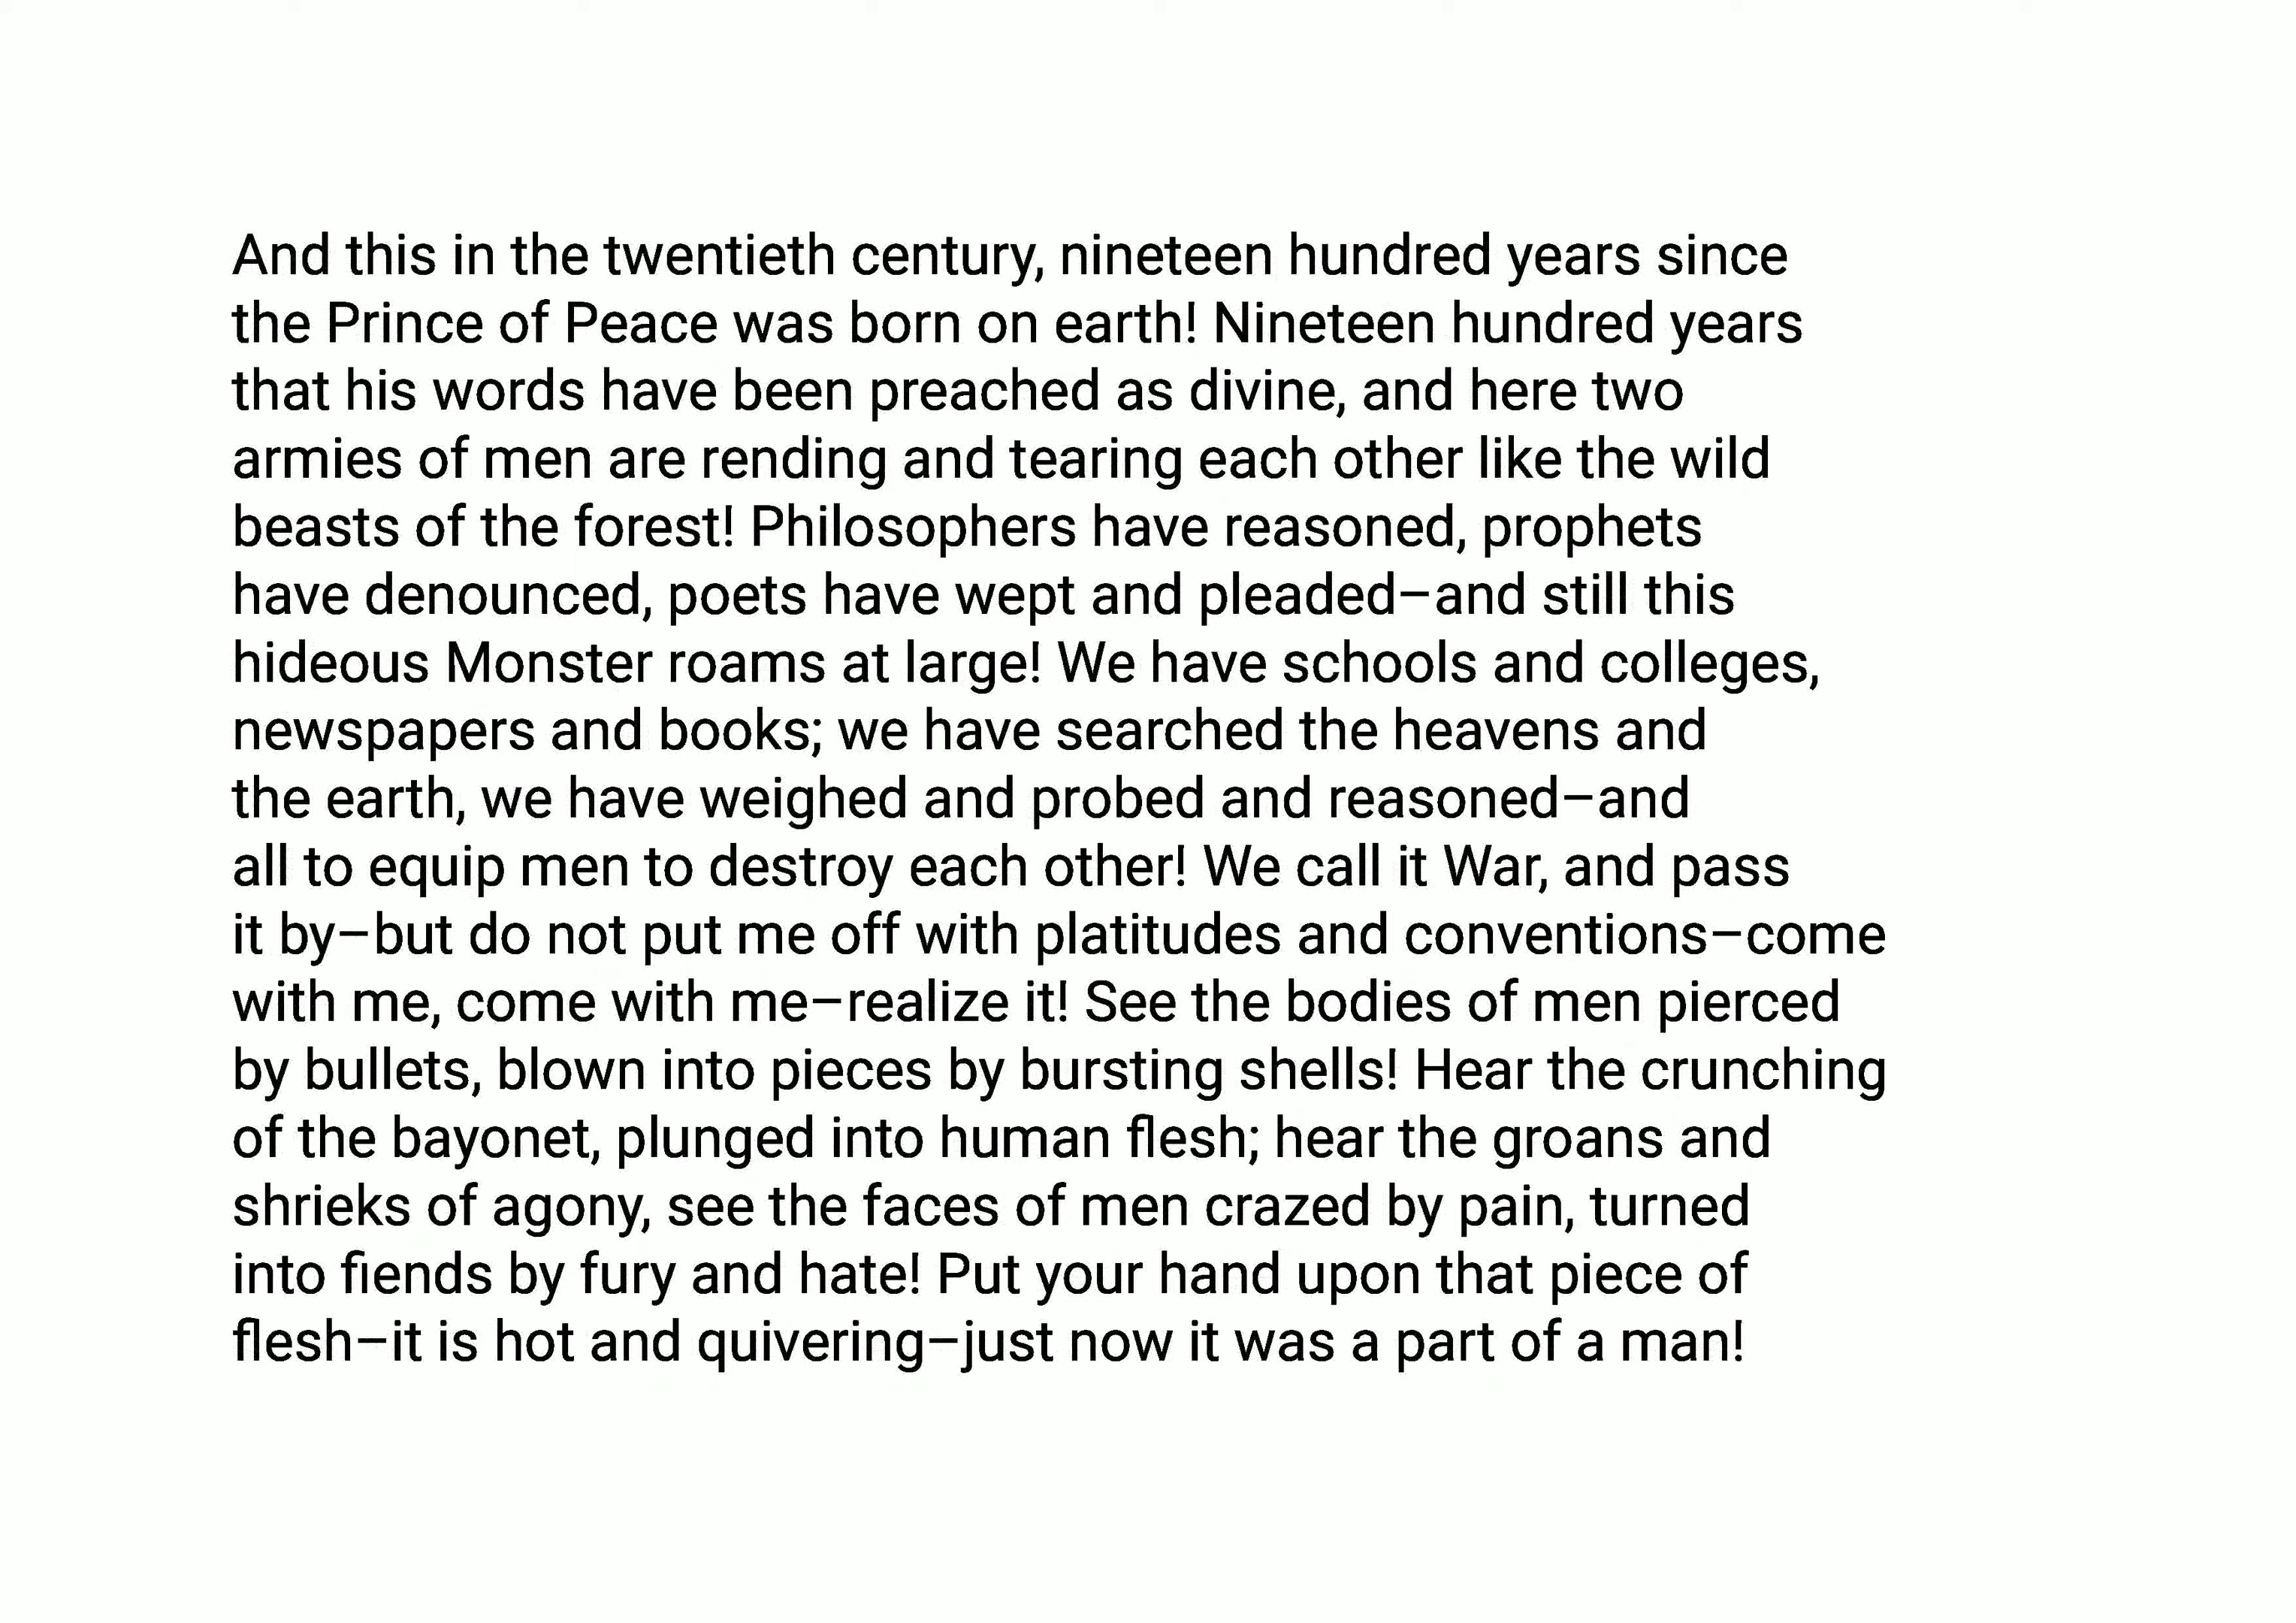 And this in the twentieth century, nineteen hundred years since
the Prince of Peace was born on earth! Nineteen hundred years
that his words have been preached as divine, and here two
armies of men are rending and tearing each other like the wild
beasts of the forest! Philosophers have reasoned, prophets
have denounced, poets have wept and pleaded–and still this
hideous Monster roams at large! We have schools and colleges,
newspapers and books; we have searched the heavens and
the earth, we have weighed and probed and reasoned–and
all to equip men to destroy each other! We call it War, and pass
it by–but do not put me off with platitudes and conventions–come
with me, come with me–realize it! See the bodies of men pierced
by bullets, blown into pieces by bursting shells! Hear the crunching
of the bayonet, plunged into human flesh; hear the groans and
shrieks of agony, see the faces of men crazed by pain, turned
into fiends by fury and hate! Put your hand upon that piece of
flesh–it is hot and quivering–just now it was a part of a man!